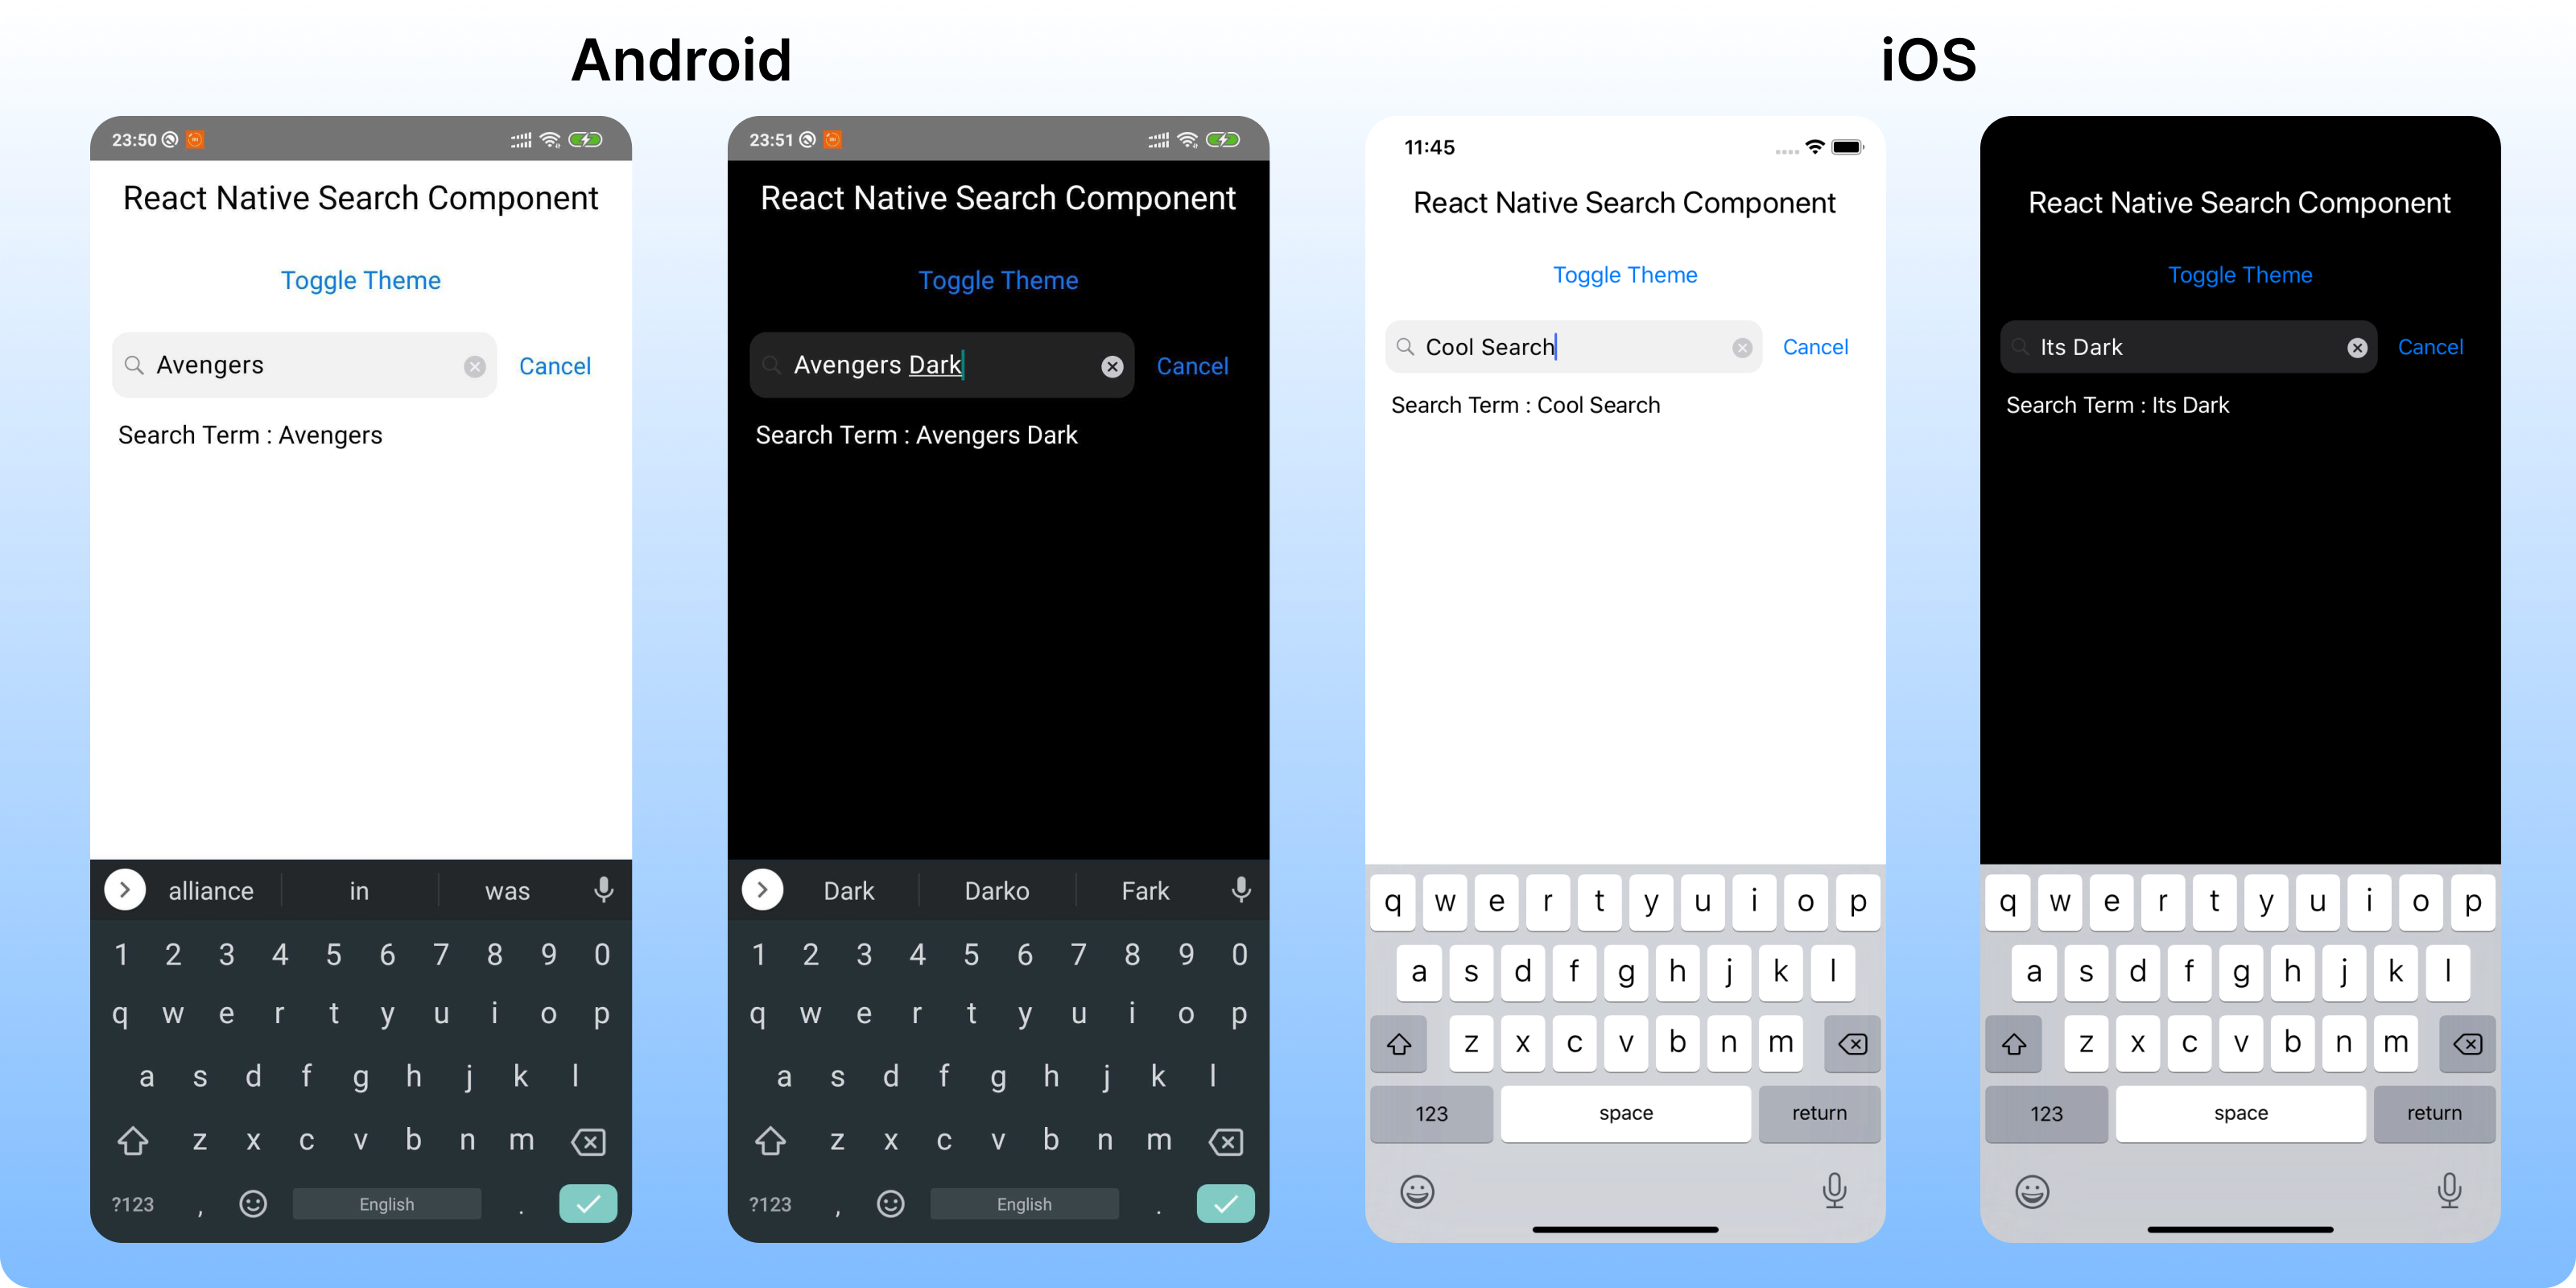 Android
iOS
23:50
React Native Search Component
Toggle Theme
Avengers
Cancel
Search Term : Avengers
alliance in was
1 2 3 4 5 6 7 8 9 0
q w e r t y u i o p
a s d f g h j k l
z x c v b n m
?123 , English .
23:51
React Native Search Component
Toggle Theme
Avengers Dark
Cancel
Search Term : Avengers Dark
Dark Darko Fark
1 2 3 4 5 6 7 8 9 0
q w e r t y u i o p
a s d f g h j k l
z x c v b n m
?123 , English .
11:45
React Native Search Component
Toggle Theme
Cool Search
Cancel
Search Term : Cool Search
q w e r t y u i o p
a s d f g h j k l
z x c v b n m
123 space return
React Native Search Component
Toggle Theme
Its Dark
Cancel
Search Term : Its Dark
q w e r t y u i o p
a s d f g h j k l
z x c v b n m
123 space return